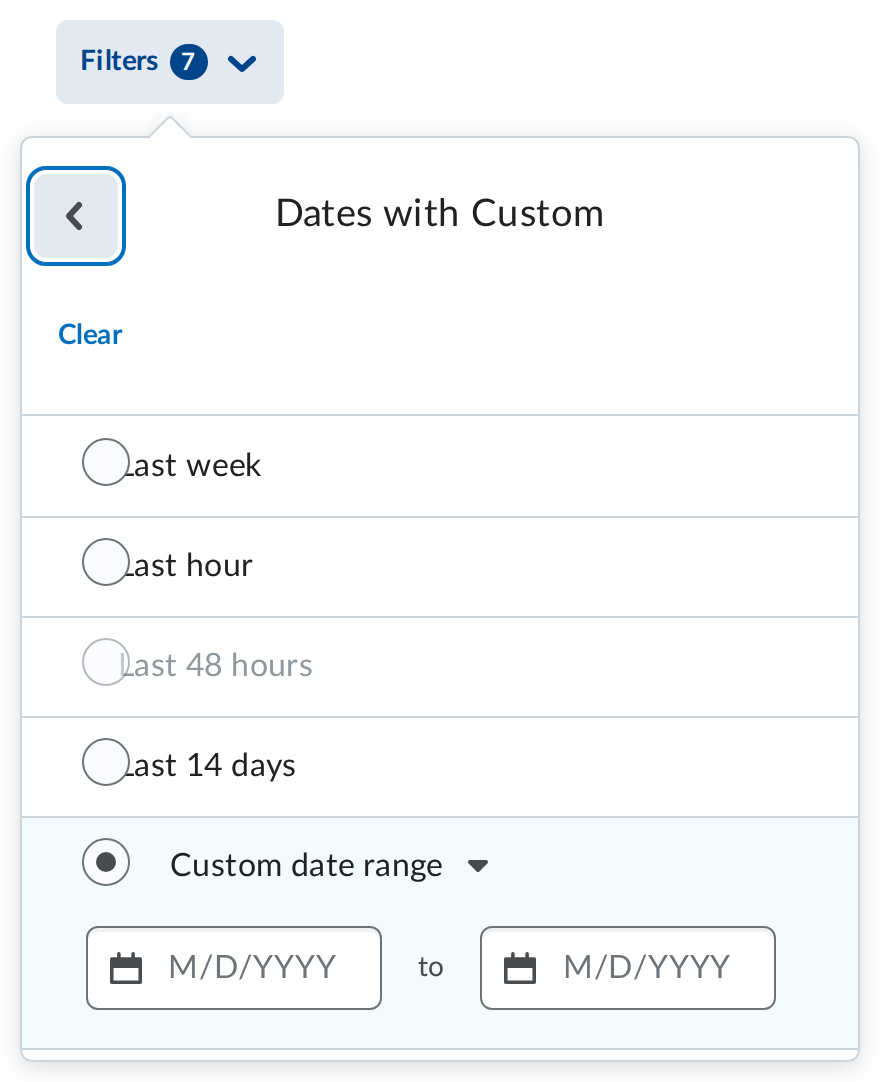 Filters 7
Dates with Custom
Clear
Last week
Last hour
Last 48 hours
Last 14 days
Custom date range
M/D/YYYY to M/D/YYYY